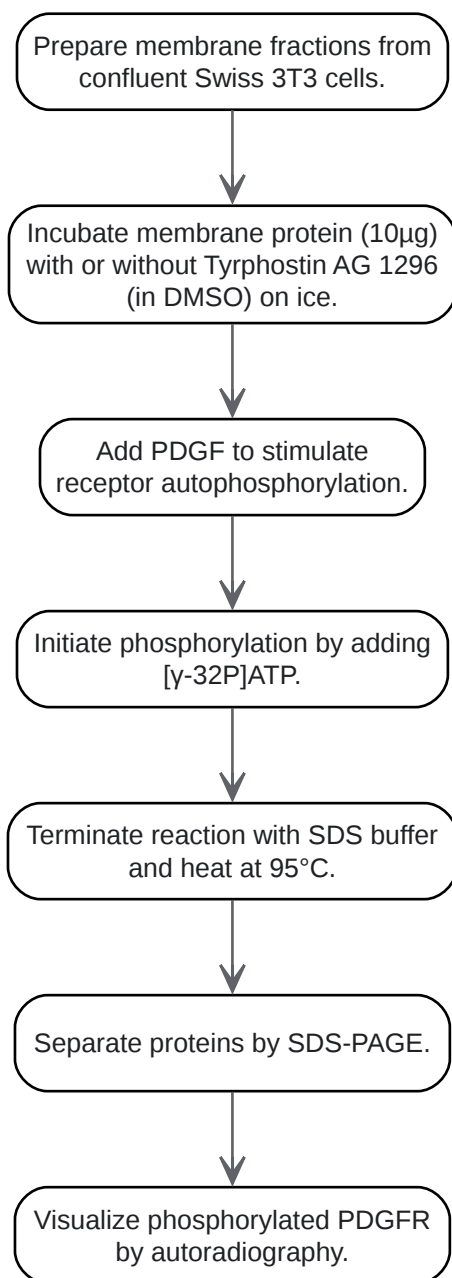 Prepare membrane fractions from
confluent Swiss 3T3 cells.
Incubate membrane protein (10µg)
with or without Tyrphostin AG 1296
(in DMSO) on ice.
Add PDGF to stimulate
receptor autophosphorylation.
Initiate phosphorylation by adding
[γ-32P]ATP.
Terminate reaction with SDS buffer
and heat at 95°C.
Separate proteins by SDS-PAGE.
Visualize phosphorylated PDGFR
by autoradiography.